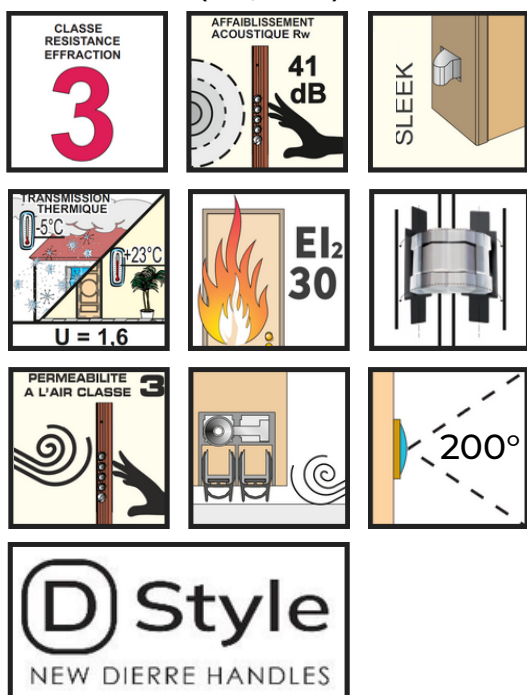 CLASSE
RESISTANCE
EFFRACTION
3
AFFAIBLISSEMENT
ACOUSTIQUE Rw
41
dB
SLEEK
TRANSMISSION
THERMIQUE
-5°C
+23°C
U = 1,6
EI2
30
PERMEABILITE
A L'AIR CLASSE 3
200°
D Style
NEW DIERRE HANDLES